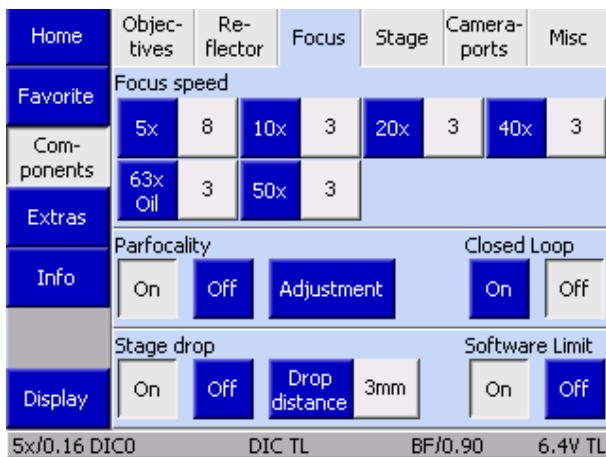 Home
Objec-
tives
Re-
flector
Focus
Stage
Camera-
ports
Misc
Favorite
Com-
ponents
Extras
Info
Display
Focus speed
5x 8 10x 3 20x 3 40x 3
63x
Oil
3 50x 3
Parfocality
Closed Loop
On Off Adjustment On Off
Stage drop
Software Limit
On Off
Drop
distance
3mm
On Off
5x/0.16 DIC0 DIC TL BF/0.90 6.4V TL